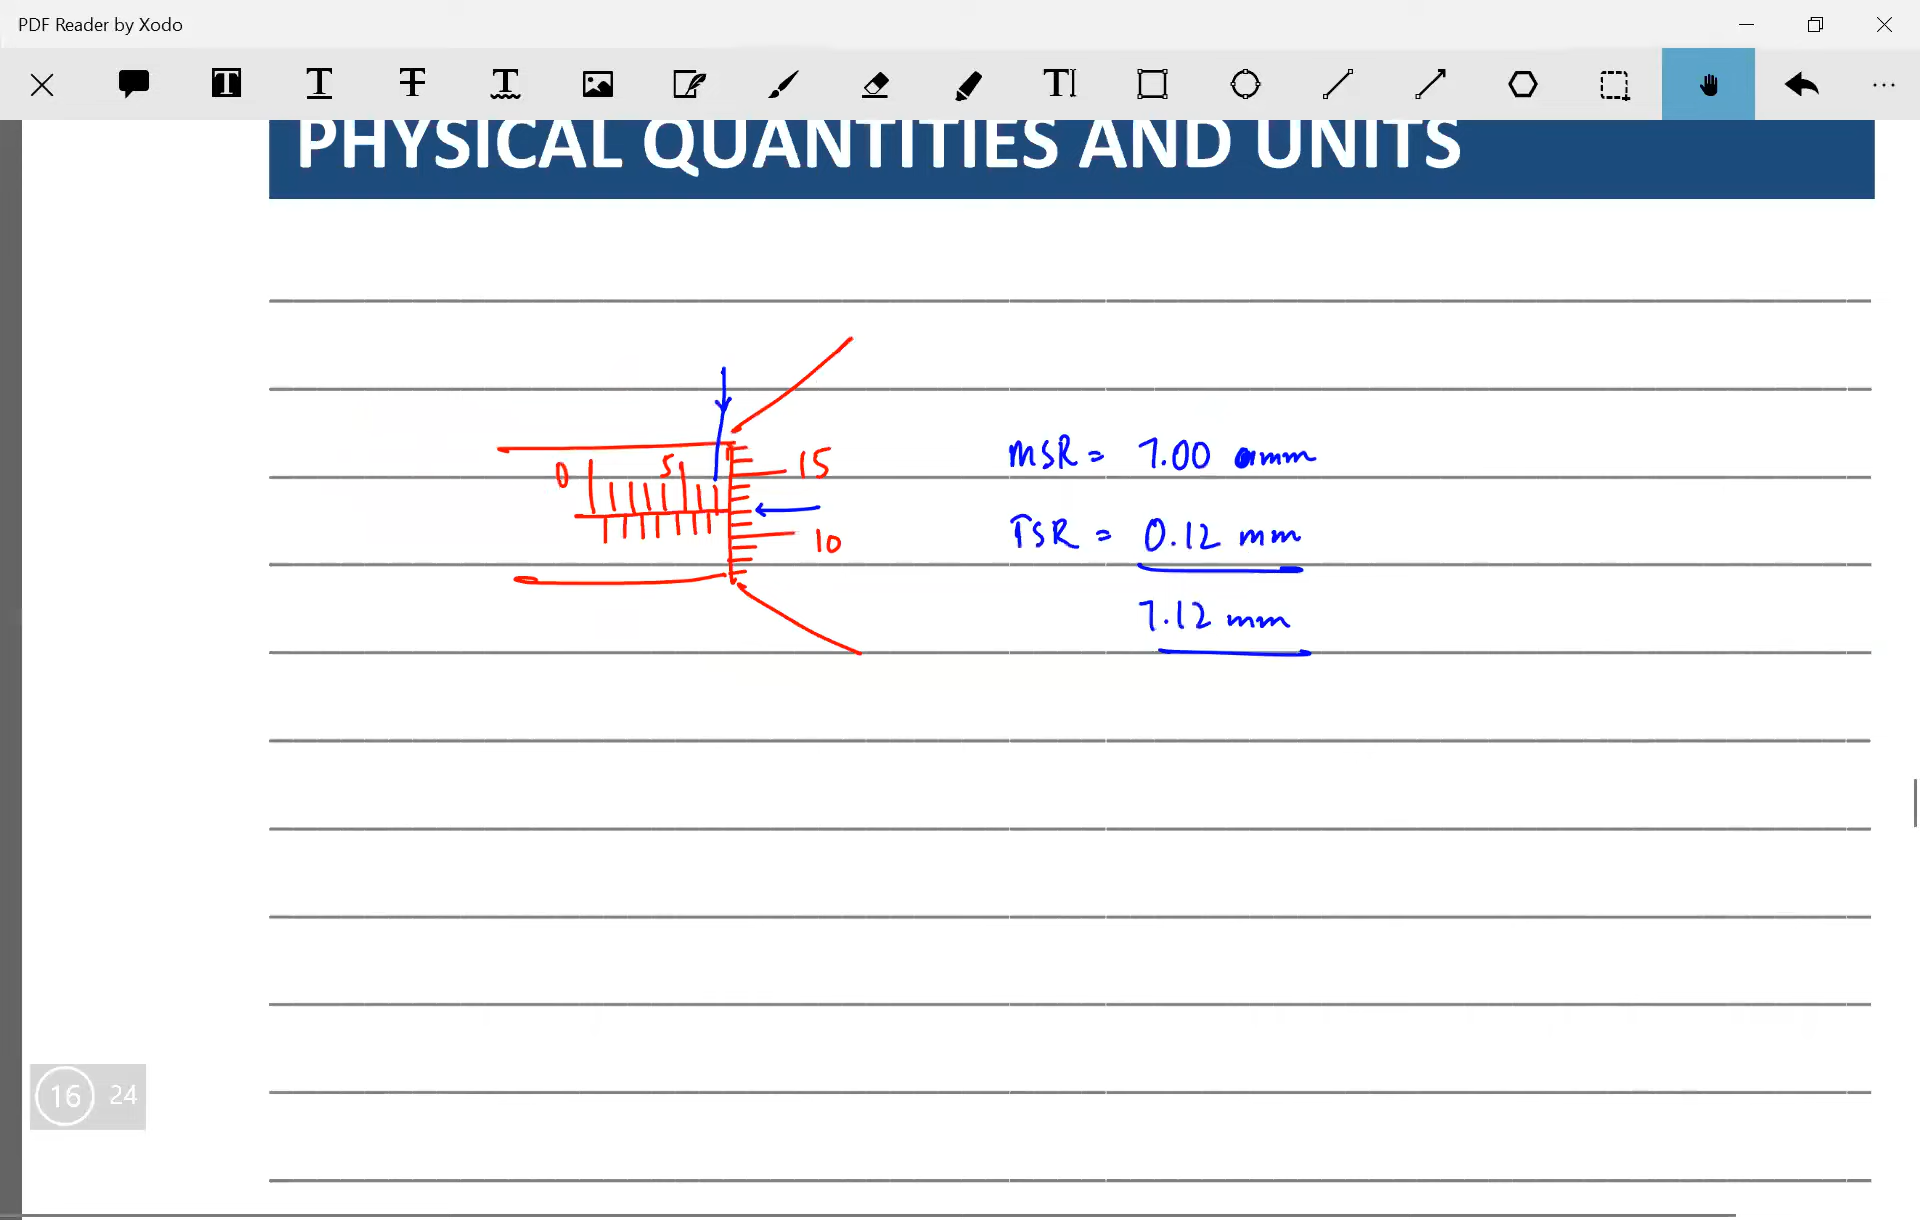 PDF Reader by Xodo
PHYSICAL QUANTITIES AND UNITS
0 5 15
10
MSR = 7.00 mm
TSR = 0.12 mm
7.12 mm
16 24